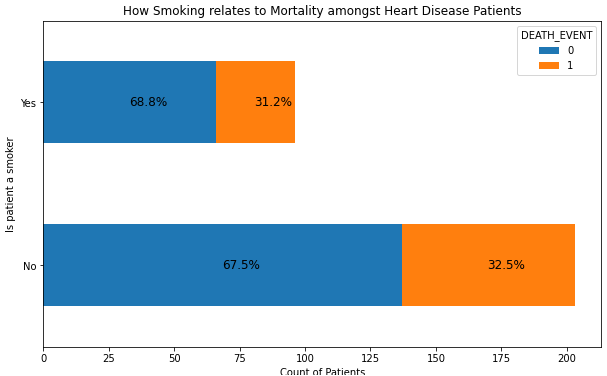 How Smoking relates to Mortality amongst Heart Disease Patients
DEATH_EVENT
0
1
Is patient a smoker
Yes
68.8%
31.2%
No
67.5%
32.5%
0
25
50
75
100
125
150
175
200
Count of Patients